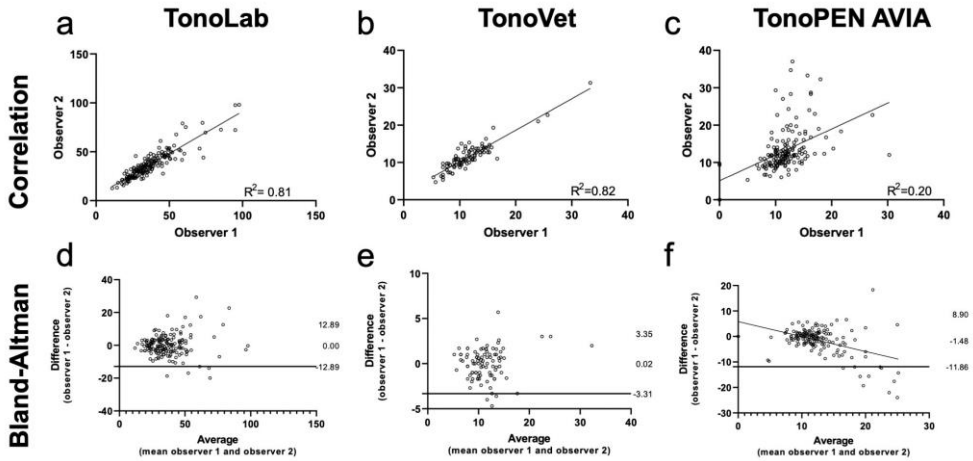 TonoLab
TonoVet
TonoPEN AVIA
Correlation
a
150
100
50
0
Observer 2
R²= 0.81
0
50
100
150
Observer 1
b
40
30
20
10
0
Observer 2
R²=0.82
0
10
20
30
40
Observer 1
c
40
30
20
10
0
Observer 2
R²=0.20
0
10
20
30
40
Observer 1
Bland-Altman
d
40
20
0
-20
-40
Difference
(observer 1 - observer 2)
12.89
0.00
-12.89
0
50
100
150
Average
(mean observer 1 and observer 2)
e
10
5
0
-5
Difference
(observer 1 - observer 2)
3.35
0.02
-3.31
0
10
20
30
40
Average
(mean observer 1 and observer 2)
f
20
10
0
-10
-20
-30
Difference
(observer 1 - observer 2)
8.90
-1.48
-11.86
0
10
20
30
Average
(mean observer 1 and observer 2)